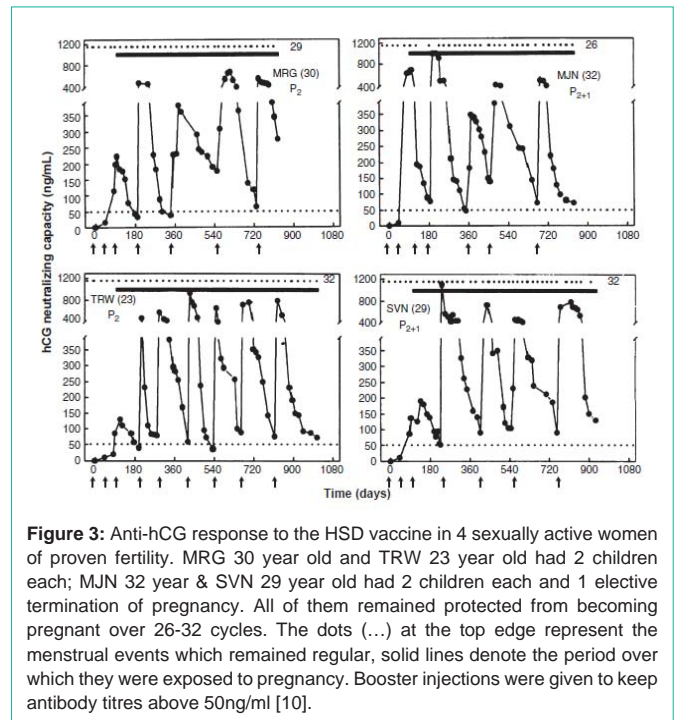 hCG neutralizing capacity (ng/mL)
1200
800
400
350
300
250
200
150
100
50
0
29
MRG (30)
P2
0 180 360 540 720 900 1080
1200
800
400
350
300
250
200
150
100
50
0
26
MJN (32)
P2+1
0 180 360 540 720 900 1080
1200
800
400
350
300
250
200
150
100
50
0
32
TRW (23)
P2
0 180 360 540 720 900 1080
1200
800
400
350
300
250
200
150
100
50
0
32
SVN (29)
P2+1
0 180 360 540 720 900 1080
Time (days)
Figure 3: Anti-hCG response to the HSD vaccine in 4 sexually active women
of proven fertility. MRG 30 year old and TRW 23 year old had 2 children
each; MJN 32 year & SVN 29 year old had 2 children each and 1 elective
termination of pregnancy. All of them remained protected from becoming
pregnant over 26-32 cycles. The dots (…) at the top edge represent the
menstrual events which remained regular, solid lines denote the period over
which they were exposed to pregnancy. Booster injections were given to keep
antibody titres above 50ng/ml [10].